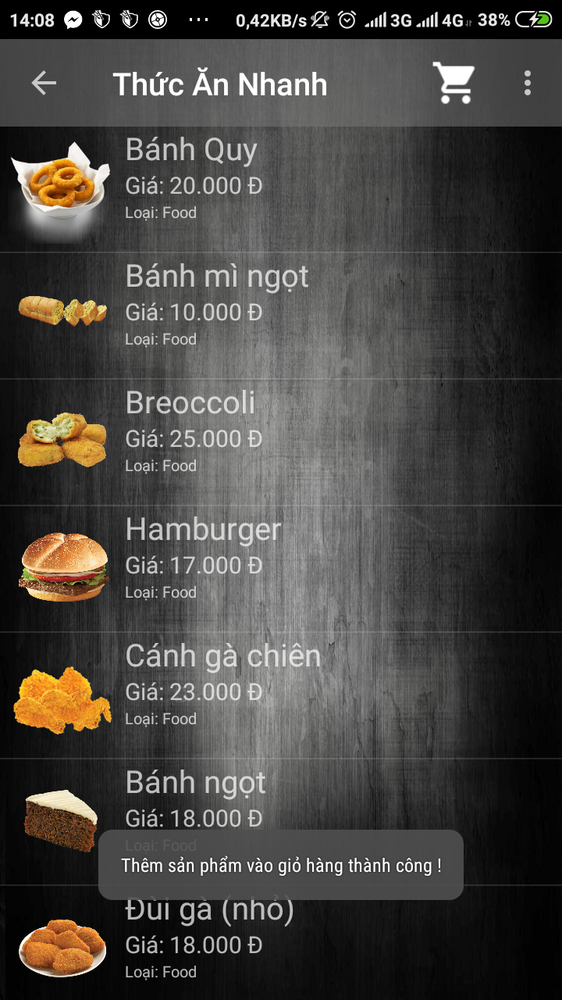 14:08 ... 0,42KB/s 3G 4G 38%
Thức Ăn Nhanh
Bánh Quy
Giá: 20.000 Đ
Loại: Food
Bánh mì ngọt
Giá: 10.000 Đ
Loại: Food
Breoccoli
Giá: 25.000 Đ
Loại: Food
Hamburger
Giá: 17.000 Đ
Loại: Food
Cánh gà chiên
Giá: 23.000 Đ
Loại: Food
Bánh ngọt
Giá: 18.000 Đ
Loại: Food
Thêm sản phẩm vào giỏ hàng thành công !
Đùi gà (nhỏ)
Giá: 18.000 Đ
Loại: Food